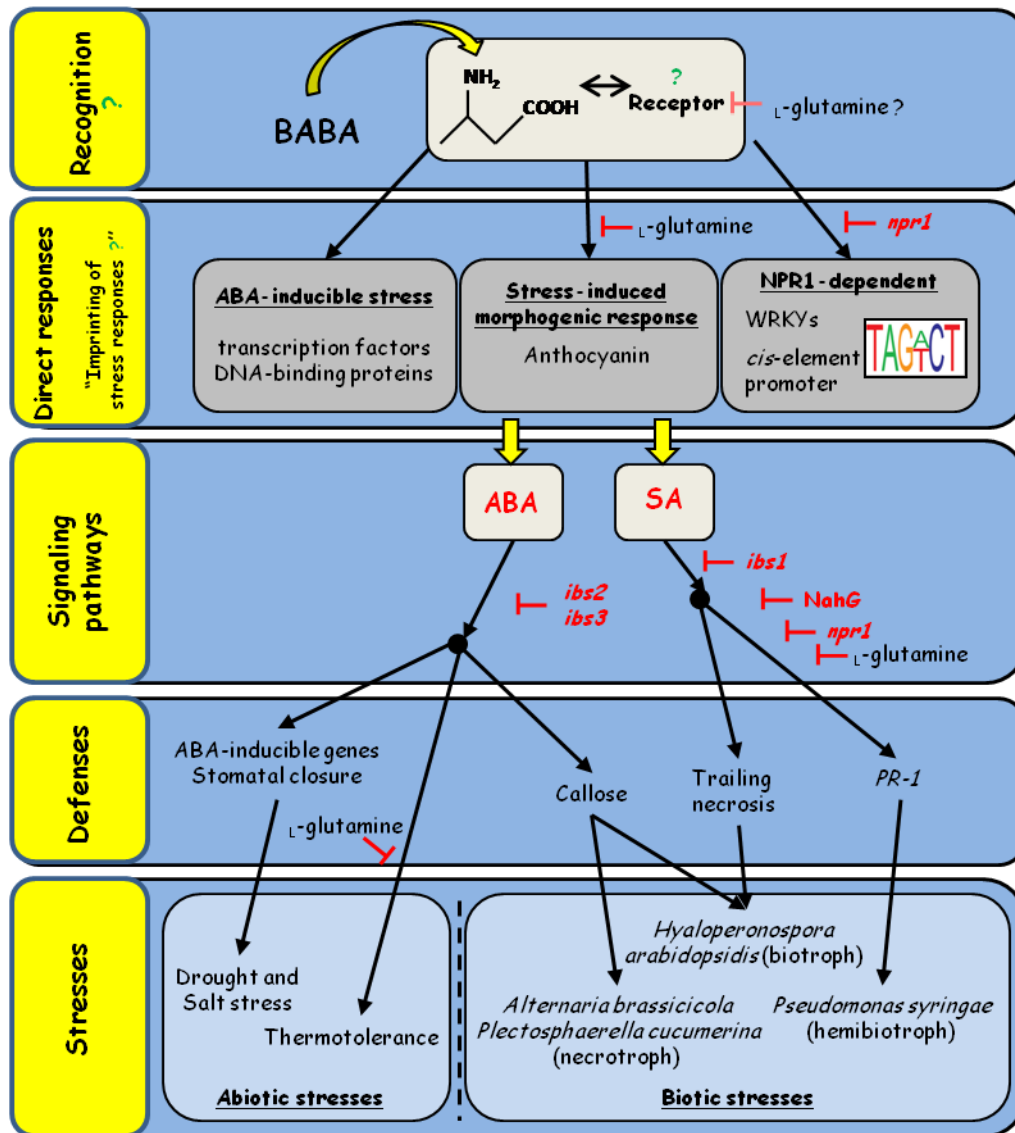 Recognition
?
BABA
NH2
COOH
?
Receptor
L-glutamine ?
Direct responses
"Imprinting of
stress responses ?"
L-glutamine
npr1
ABA-inducible stress
transcription factors
DNA-binding proteins
Stress-induced
morphogenic response
Anthocyanin
NPR1-dependent
WRKYs
cis-element
promoter
TAGATCT
Signaling
pathways
ABA
SA
ibs2
ibs3
ibs1
NahG
npr1
L-glutamine
Defenses
ABA-inducible genes
Stomatal closure
L-glutamine
Callose
Trailing
necrosis
PR-1
Stresses
Drought and
Salt stress
Thermotolerance
Abiotic stresses
Hyaloperonospora
arabidopsidis (biotroph)
Alternaria brassicicola
Plectosphaerella cucumerina
(necrotroph)
Pseudomonas syringae
(hemibiotroph)
Biotic stresses